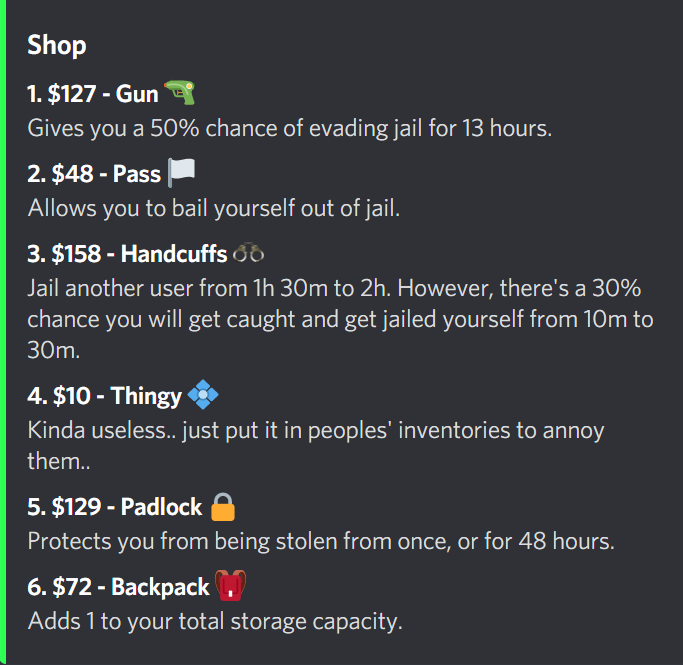 Shop
1. $127 - Gun 🔫
Gives you a 50% chance of evading jail for 13 hours.
2. $48 - Pass 🏳️
Allows you to bail yourself out of jail.
3. $158 - Handcuffs
Jail another user from 1h 30m to 2h. However, there's a 30%
chance you will get caught and get jailed yourself from 10m to
30m.
4. $10 - Thingy 💠
Kinda useless.. just put it in peoples' inventories to annoy
them..
5. $129 - Padlock 🔒
Protects you from being stolen from once, or for 48 hours.
6. $72 - Backpack 🎒
Adds 1 to your total storage capacity.